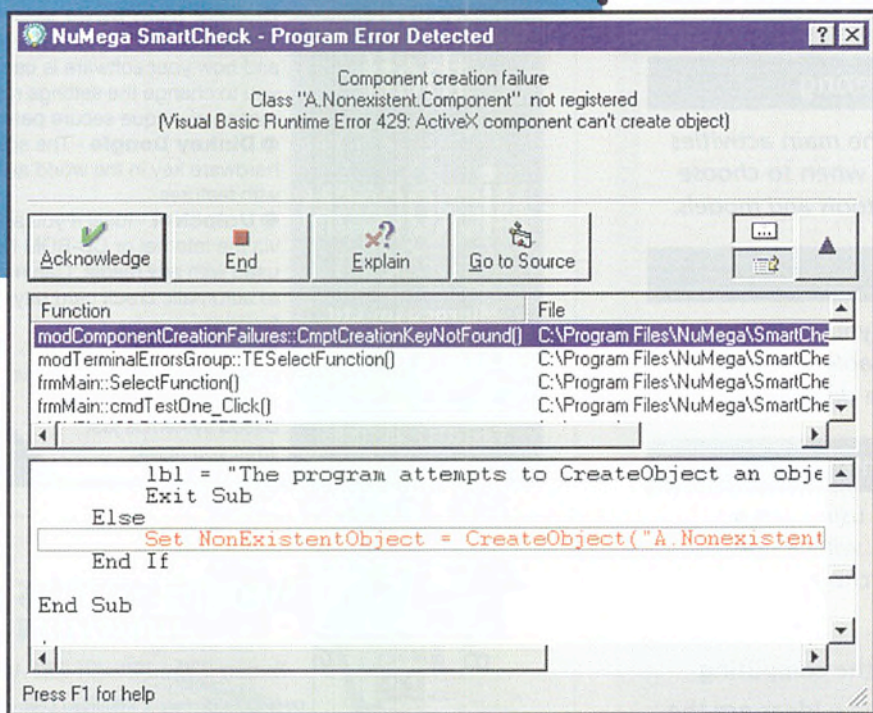 NuMega SmartCheck - Program Error Detected
Component creation failure
Class "A.Nonexistent.Component" not registered
(Visual Basic Runtime Error 429: ActiveX component can't create object)
Acknowledge
End
Explain
Go to Source
Function File
modComponentCreationFailures::CmptCreationKeyNotFound() C:\Program Files\NuMega\SmartChe
modTerminalErrorsGroup::TESelectFunction() C:\Program Files\NuMega\SmartChe
frmMain::SelectFunction() C:\Program Files\NuMega\SmartChe
frmMain::cmdTestOne_Click() C:\Program Files\NuMega\SmartChe
lbl = "The program attempts to CreateObject an obje
Exit Sub
Else
Set NonExistentObject = CreateObject("A.Nonexistent
End If
End Sub
Press F1 for help